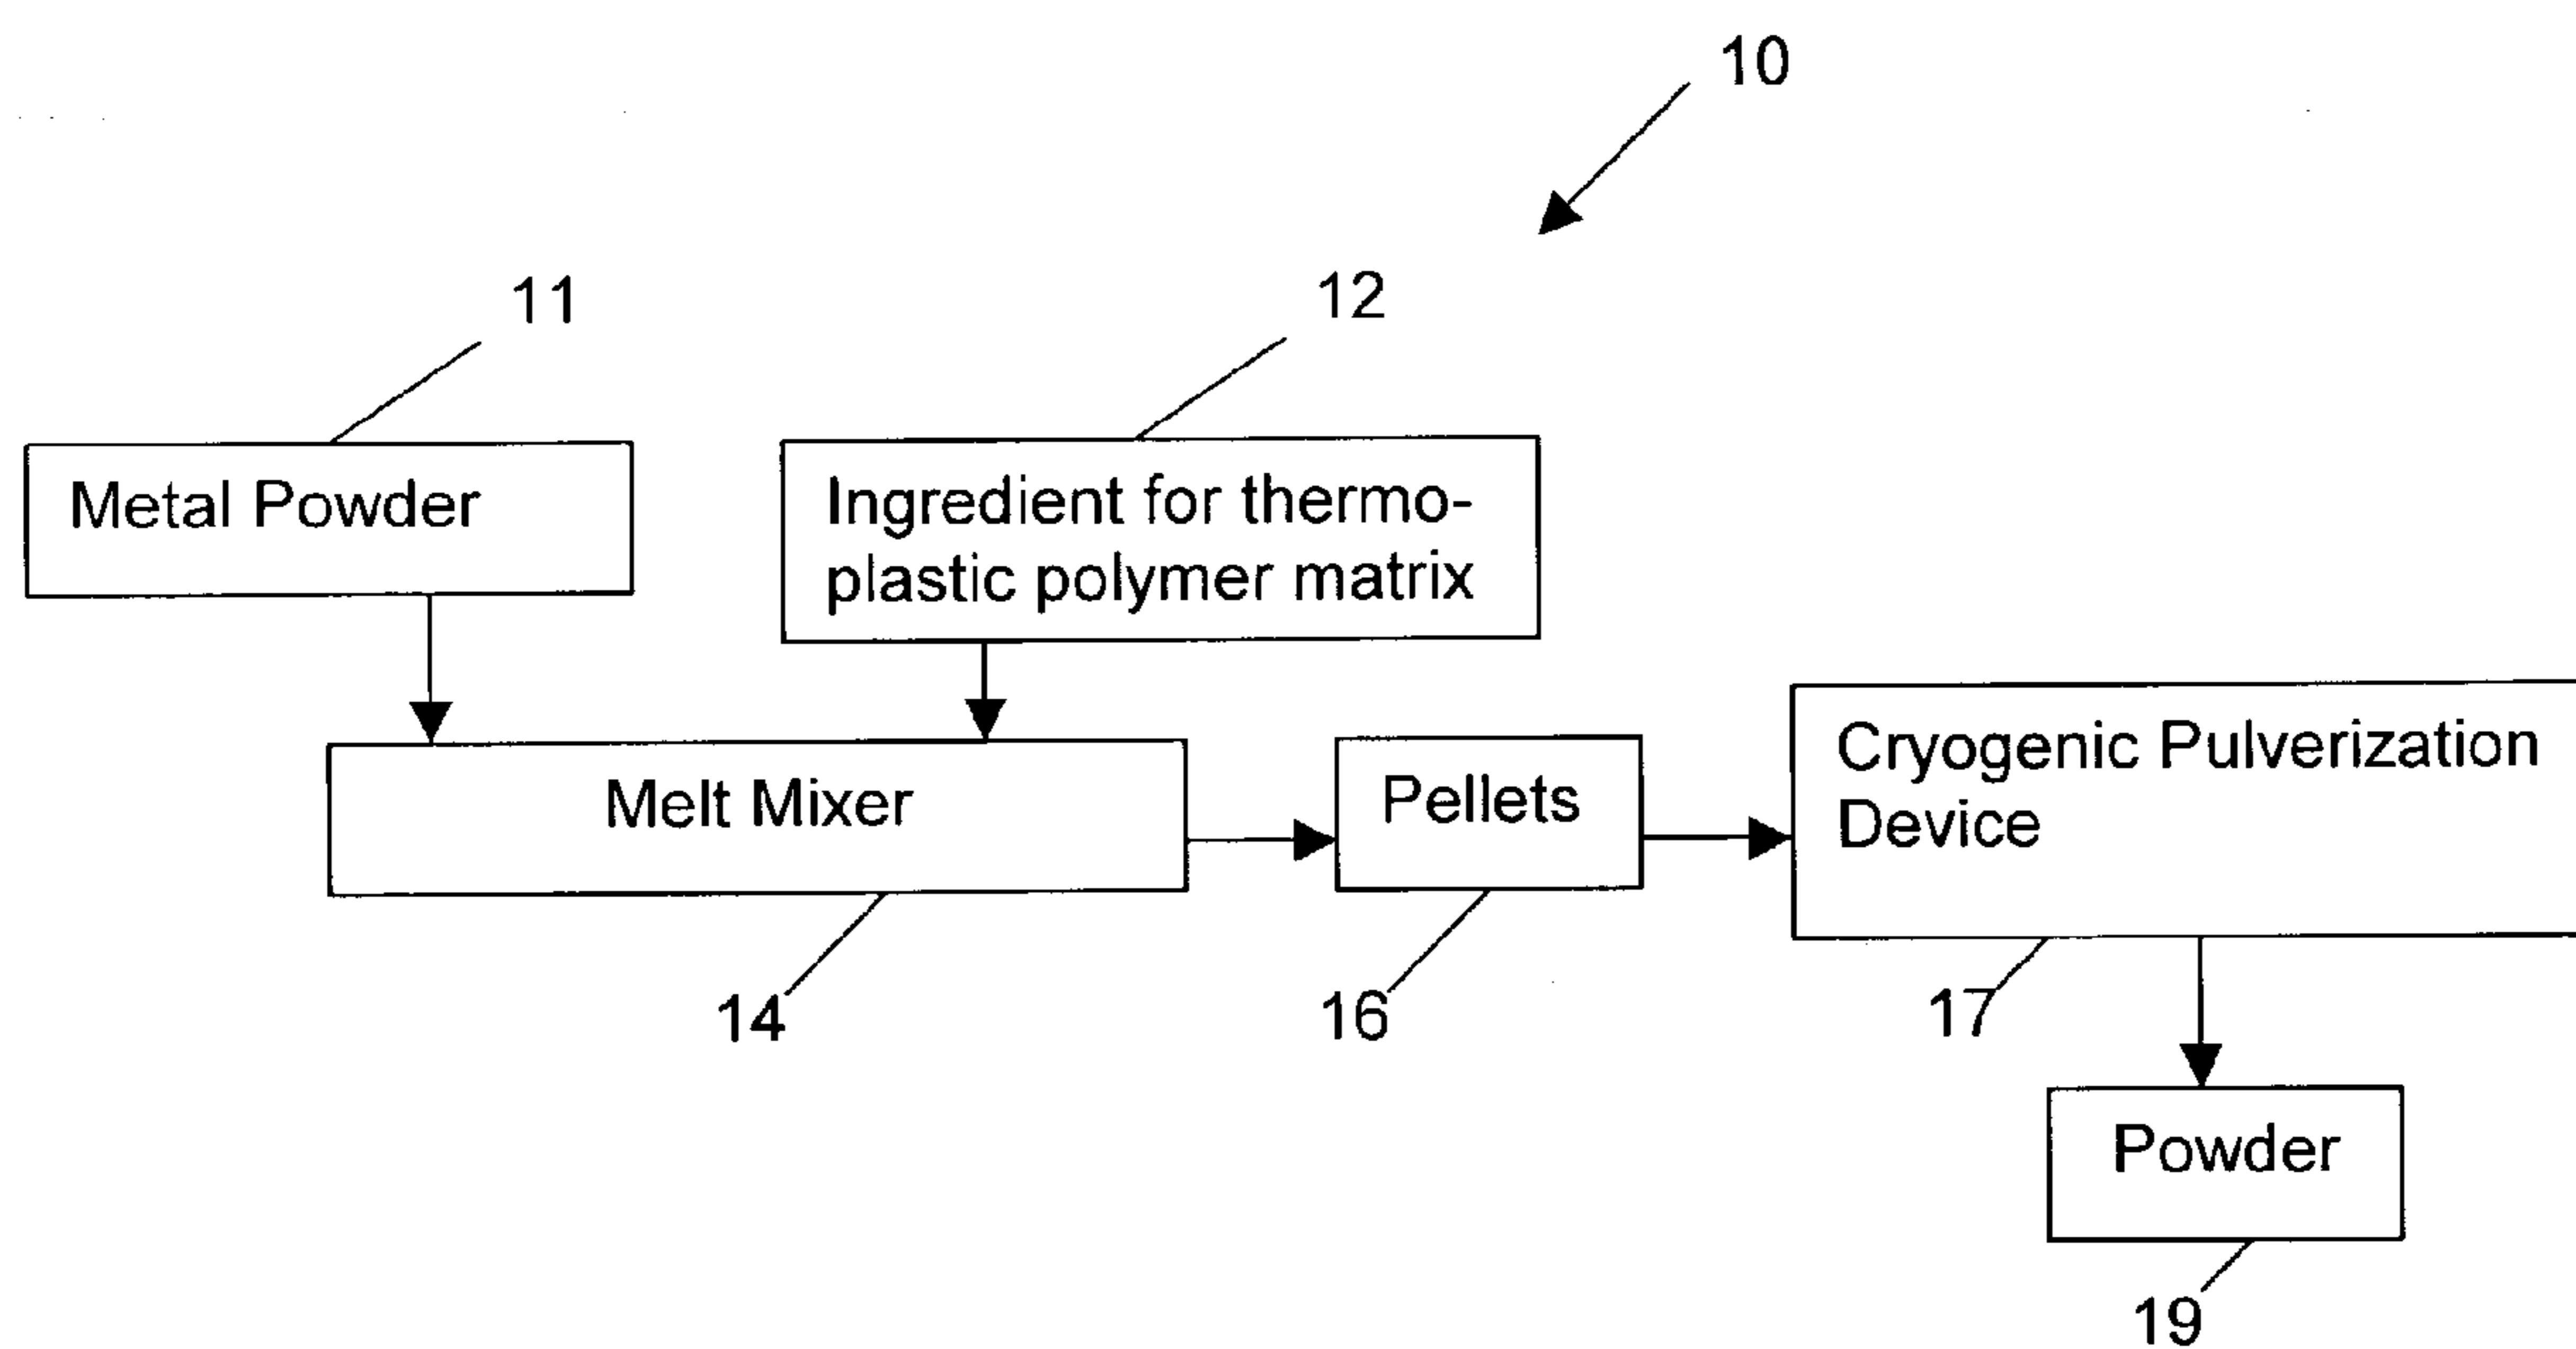 10
11
12
Metal Powder
Ingredient for thermo-
plastic polymer matrix
Melt Mixer
Pellets
Cryogenic Pulverization
Device
14
16
17
Powder
19